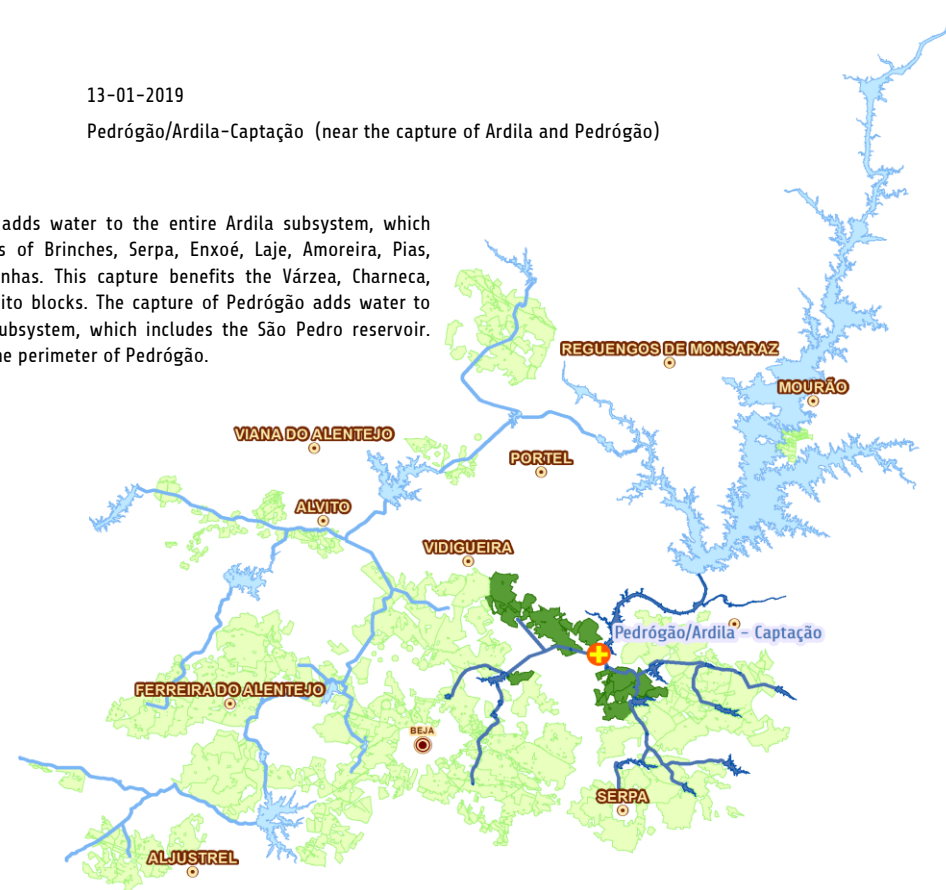 13-01-2019
Pedrógão/Ardila-Captação (near the capture of Ardila and Pedrógão)
adds water to the entire Ardila subsystem, which
s of Brinches, Serpa, Enxoé, Laje, Amoreira, Pias,
nhas. This capture benefits the Várzea, Charneca,
ito blocks. The capture of Pedrógão adds water to
ubsystem, which includes the São Pedro reservoir.
he perimeter of Pedrógão.
REGUENGOS DE MONSARAZ
MOURÃO
VIANA DO ALENTEJO
PORTEL
ALVITO
VIDIGUEIRA
Pedrógão/Ardila - Captação
FERREIRA DO ALENTEJO
BEJA
SERPA
ALJUSTREL